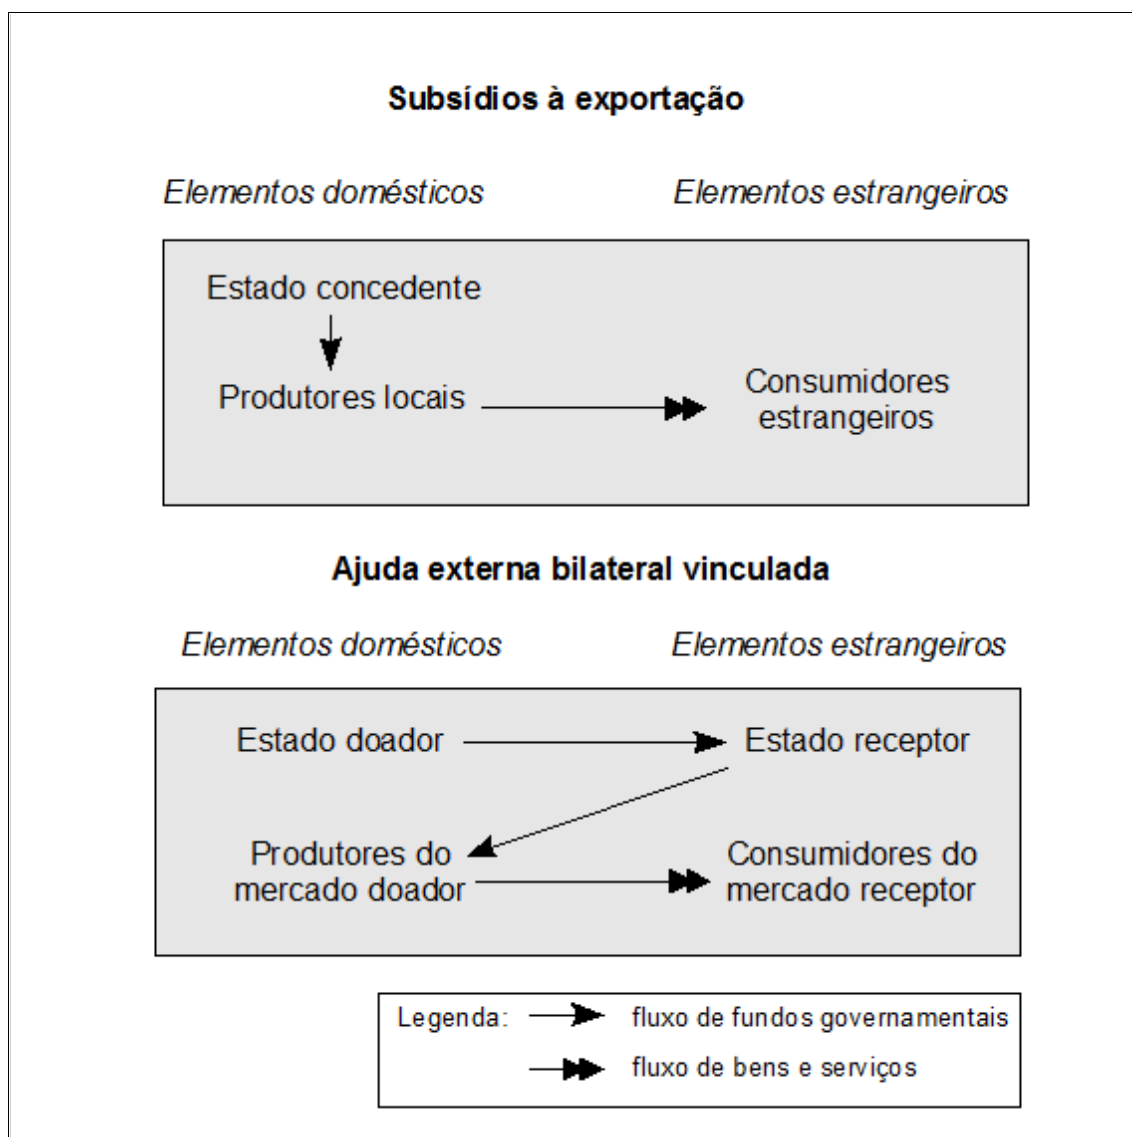 Subsídios à exportação
Elementos domésticos
Elementos estrangeiros
Estado concedente
Produtores locais
Consumidores
estrangeiros
Ajuda externa bilateral vinculada
Elementos domésticos
Elementos estrangeiros
Estado doador
Estado receptor
Produtores do
mercado doador
Consumidores do
mercado receptor
Legenda:
fluxo de fundos governamentais
fluxo de bens e serviços